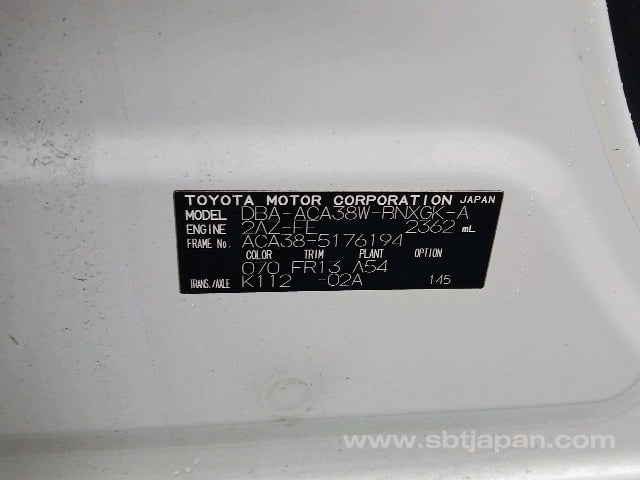 TOYOTA MOTOR CORPORATION JAPAN
MODEL DBA-ACA38W-BNXGK-A
ENGINE 2AZ-FE 2362 mL
FRAME No. ACA38-5176194
COLOR TRIM PLANT OPTION
070 FR13 A54
TRANS./AXLE K112 -02A 145
www.sbtjapan.com